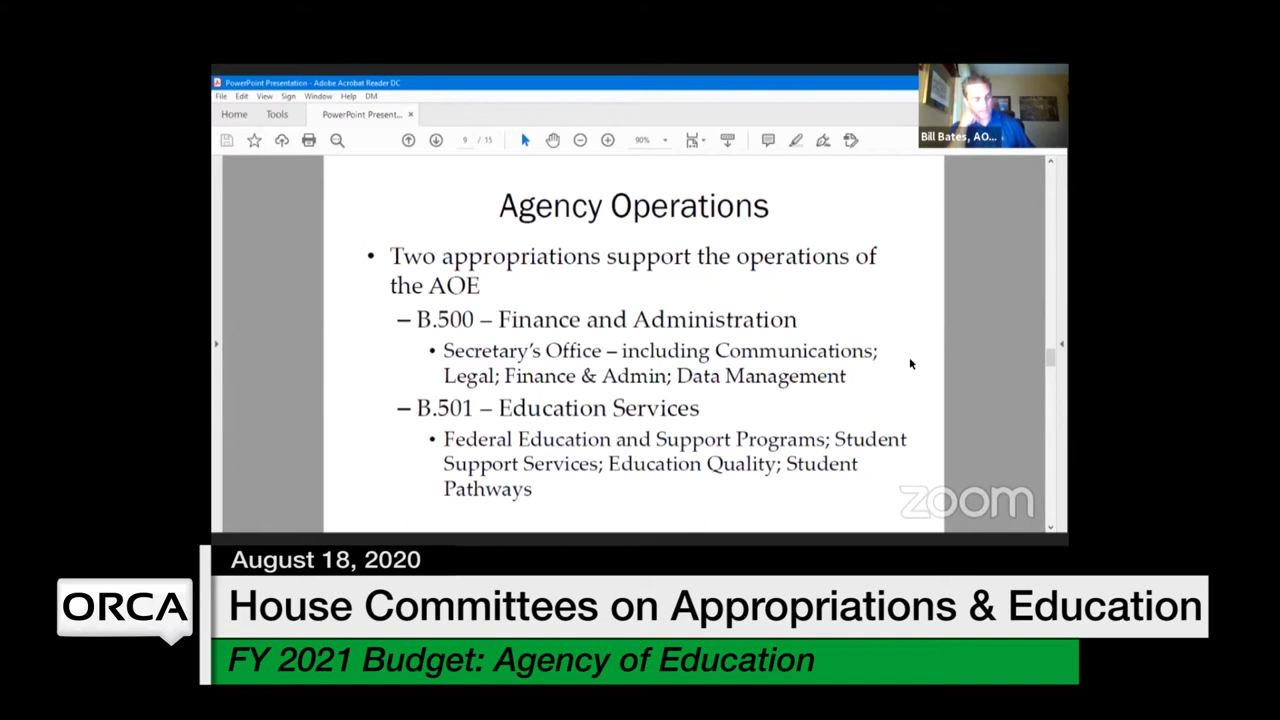 PowerPoint Presentation - Adobe Acrobat Reader DC
File Edit View Sign Window Help DM
Home Tools PowerPoint Present... ×
9 / 15 90%
Bill Bates, AO...
Agency Operations
• Two appropriations support the operations of
the AOE
– B.500 – Finance and Administration
• Secretary's Office – including Communications;
Legal; Finance & Admin; Data Management
– B.501 – Education Services
• Federal Education and Support Programs; Student
Support Services; Education Quality; Student
Pathways
zoom
August 18, 2020
ORCA
House Committees on Appropriations & Education
FY 2021 Budget: Agency of Education